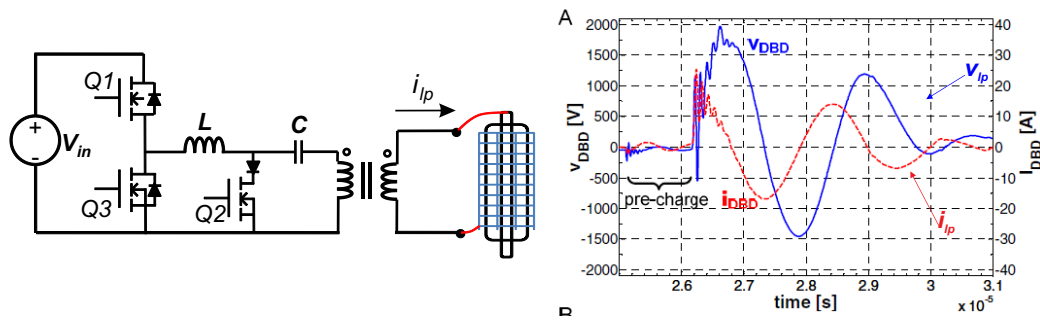 Q1
L
C
i_lp
+
V_in
-
Q3
Q2
A
2000
1500
1000
500
0
-500
-1000
-1500
-2000
v_DBD [V]
v_DBD
v_lp
pre-charge
i_DBD
i_lp
40
30
20
10
0
-10
-20
-30
-40
I_DBD [A]
2.6 2.7 2.8 2.9 3 3.1
time [s]
x 10^-5